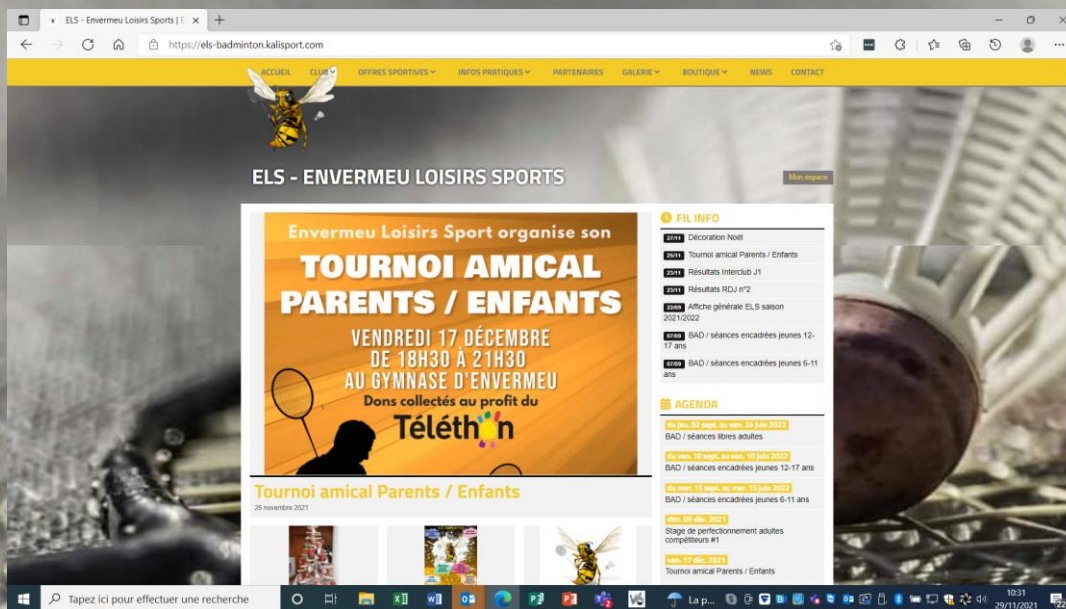 ELS - Envermeu Loisirs Sports | E
https://els-badminton.kalisport.com
ACCUEIL CLUB OFFRES SPORTIVES INFOS PRATIQUES PARTENAIRES GALERIE BOUTIQUE NEWS CONTACT
ELS - ENVERMEU LOISIRS SPORTS
Mon espace
Envermeu Loisirs Sport organise son
TOURNOI AMICAL
PARENTS / ENFANTS
VENDREDI 17 DÉCEMBRE
DE 18H30 À 21H30
AU GYMNASE D'ENVERMEU
Dons collectés au profit du
Téléthon
Tournoi amical Parents / Enfants
25 novembre 2021
FIL INFO
27/11 Décoration Noël
25/11 Tournoi amical Parents / Enfants
23/11 Résultats Interclub J1
23/11 Résultats RDJ n°2
22/09 Affiche générale ELS saison
2021/2022
07/09 BAD / séances encadrées jeunes 12-
17 ans
07/09 BAD / séances encadrées jeunes 6-11
ans
AGENDA
du jeu. 02 sept. au ven. 24 juin 2022
BAD / séances libres adultes
du ven. 10 sept. au ven. 10 juin 2022
BAD / séances encadrées jeunes 12-17 ans
du mer. 15 sept. au mer. 15 juin 2022
BAD / séances encadrées jeunes 6-11 ans
dim. 05 déc. 2021
Stage de perfectionnement adultes
compétiteurs #1
ven. 17 déc. 2021
Tournoi amical Parents / Enfants
Tapez ici pour effectuer une recherche
La p...
10:31
29/11/2021
22